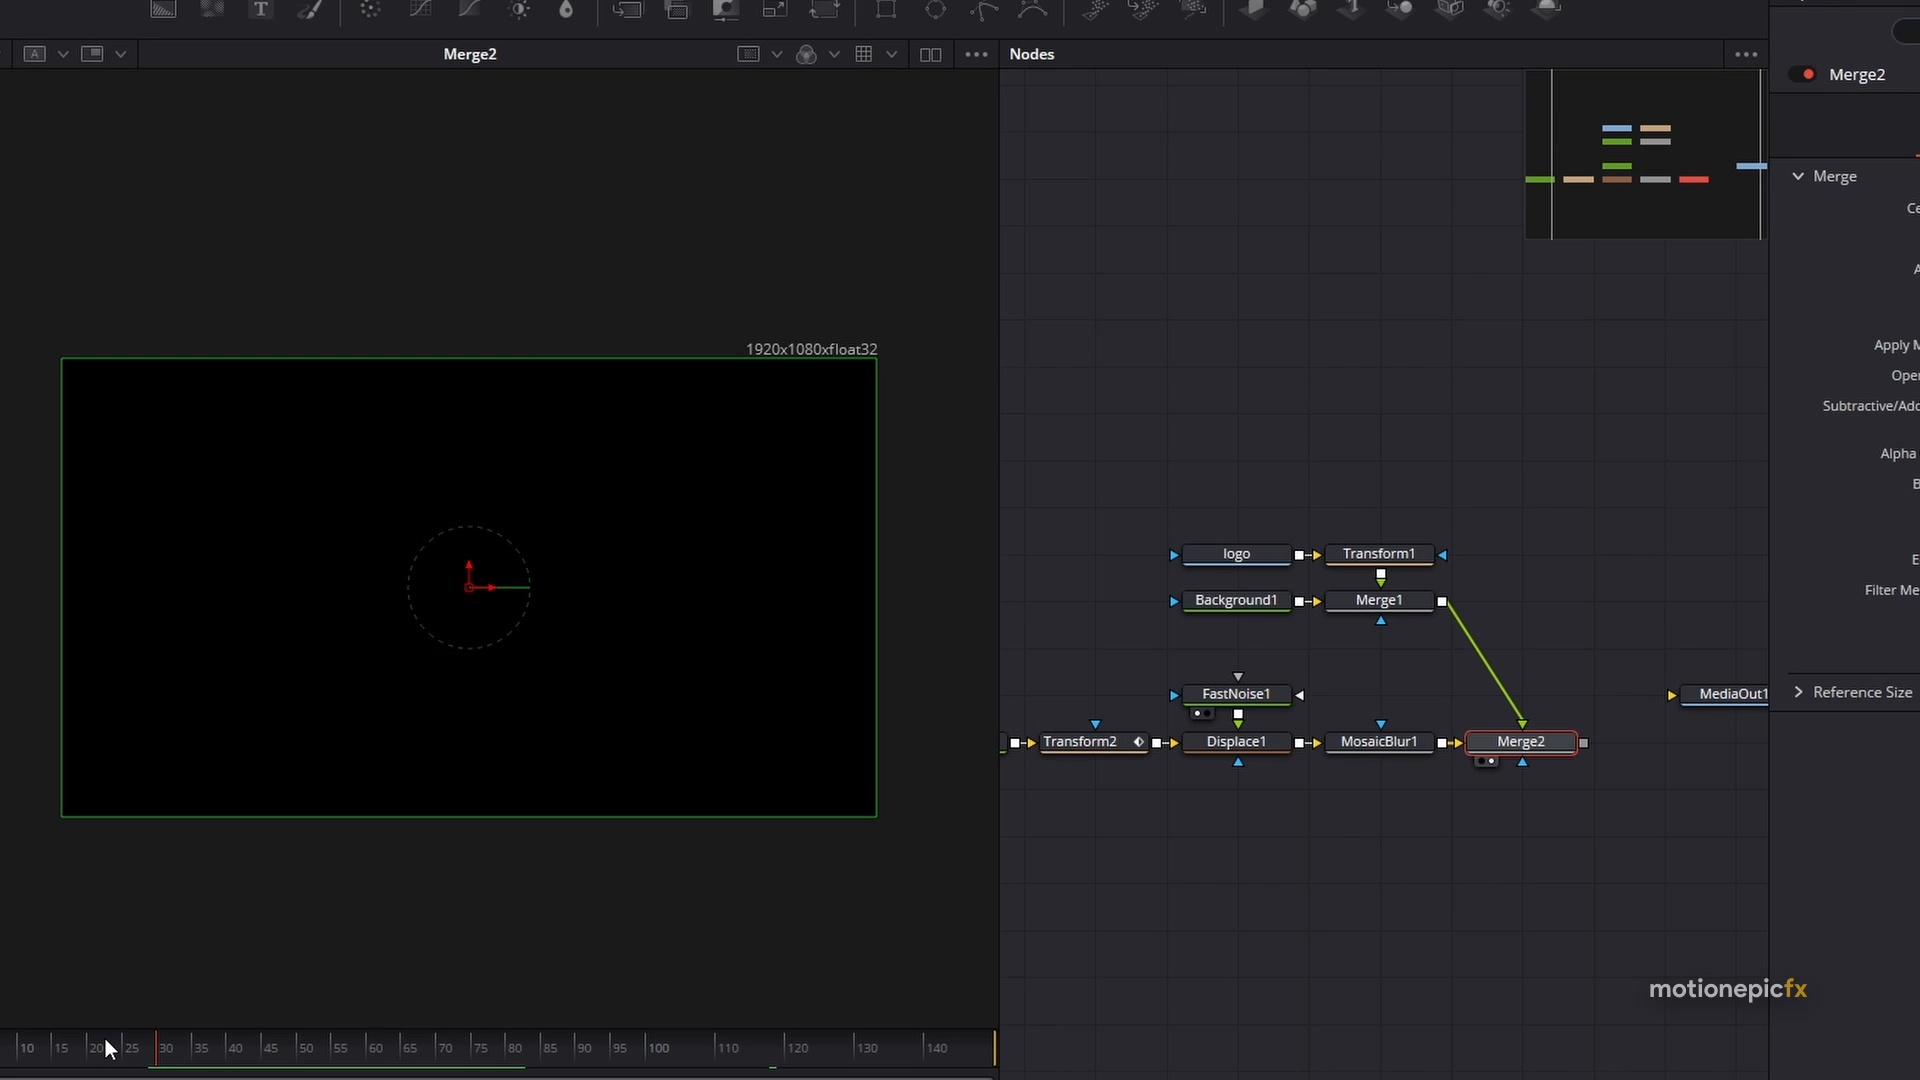 T
A
Merge2
Nodes
Merge2
1920x1080xfloat32
Merge
Apply M
Oper
Subtractive/Add
Alpha
Filter Me
Reference Size
logo
Transform1
Background1
Merge1
FastNoise1
MediaOut1
Transform2
Displace1
MosaicBlur1
Merge2
motionepicfx
10 15 20 25 30 35 40 45 50 55 60 65 70 75 80 85 90 95 100 110 120 130 140